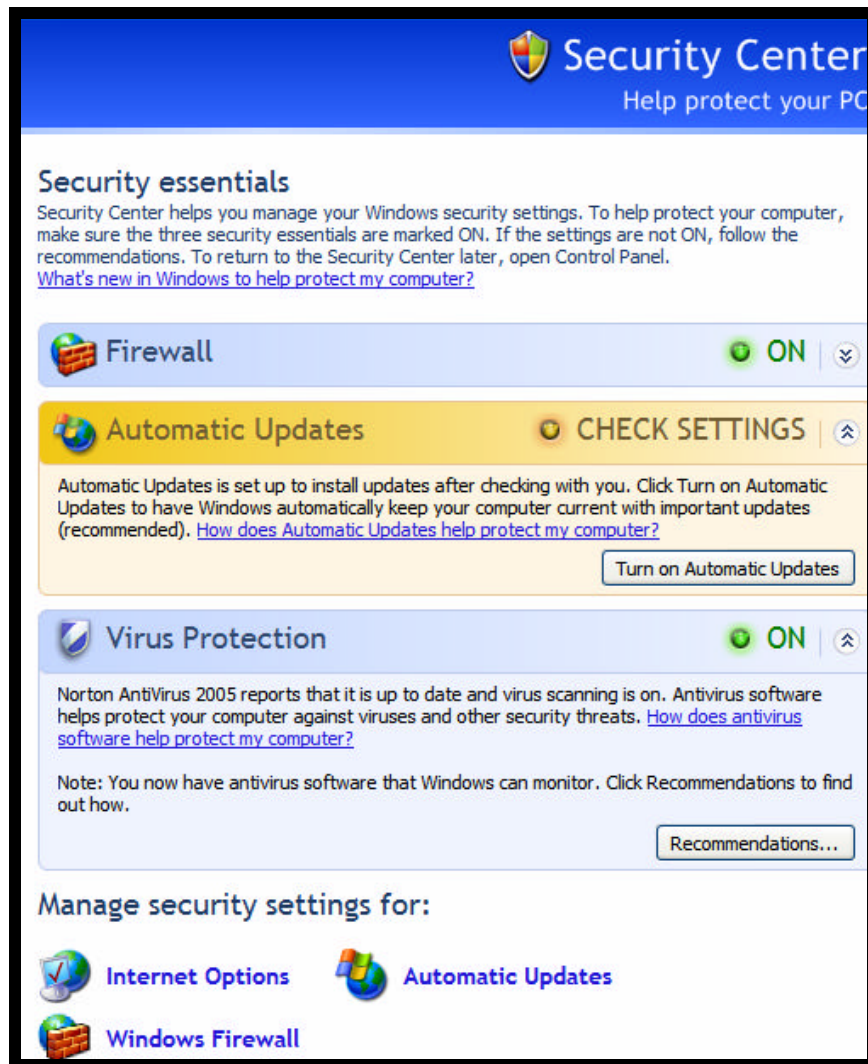 Security Center
Help protect your PC
Security essentials
Security Center helps you manage your Windows security settings. To help protect your computer,
make sure the three security essentials are marked ON. If the settings are not ON, follow the
recommendations. To return to the Security Center later, open Control Panel.
What's new in Windows to help protect my computer?
Firewall ON
Automatic Updates CHECK SETTINGS
Automatic Updates is set up to install updates after checking with you. Click Turn on Automatic
Updates to have Windows automatically keep your computer current with important updates
(recommended). How does Automatic Updates help protect my computer?
Turn on Automatic Updates
Virus Protection ON
Norton AntiVirus 2005 reports that it is up to date and virus scanning is on. Antivirus software
helps protect your computer against viruses and other security threats. How does antivirus
software help protect my computer?
Note: You now have antivirus software that Windows can monitor. Click Recommendations to find
out how.
Recommendations...
Manage security settings for:
Internet Options Automatic Updates
Windows Firewall